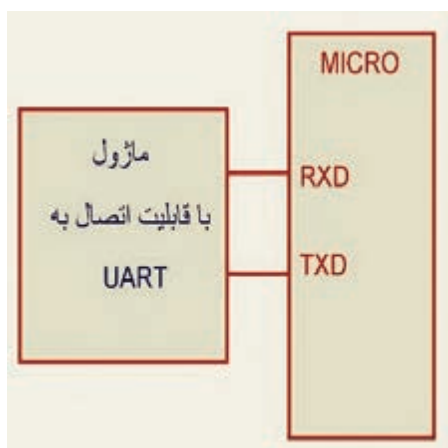 ماژول
با قابلیت اتصال به
UART
MICRO
RXD
TXD